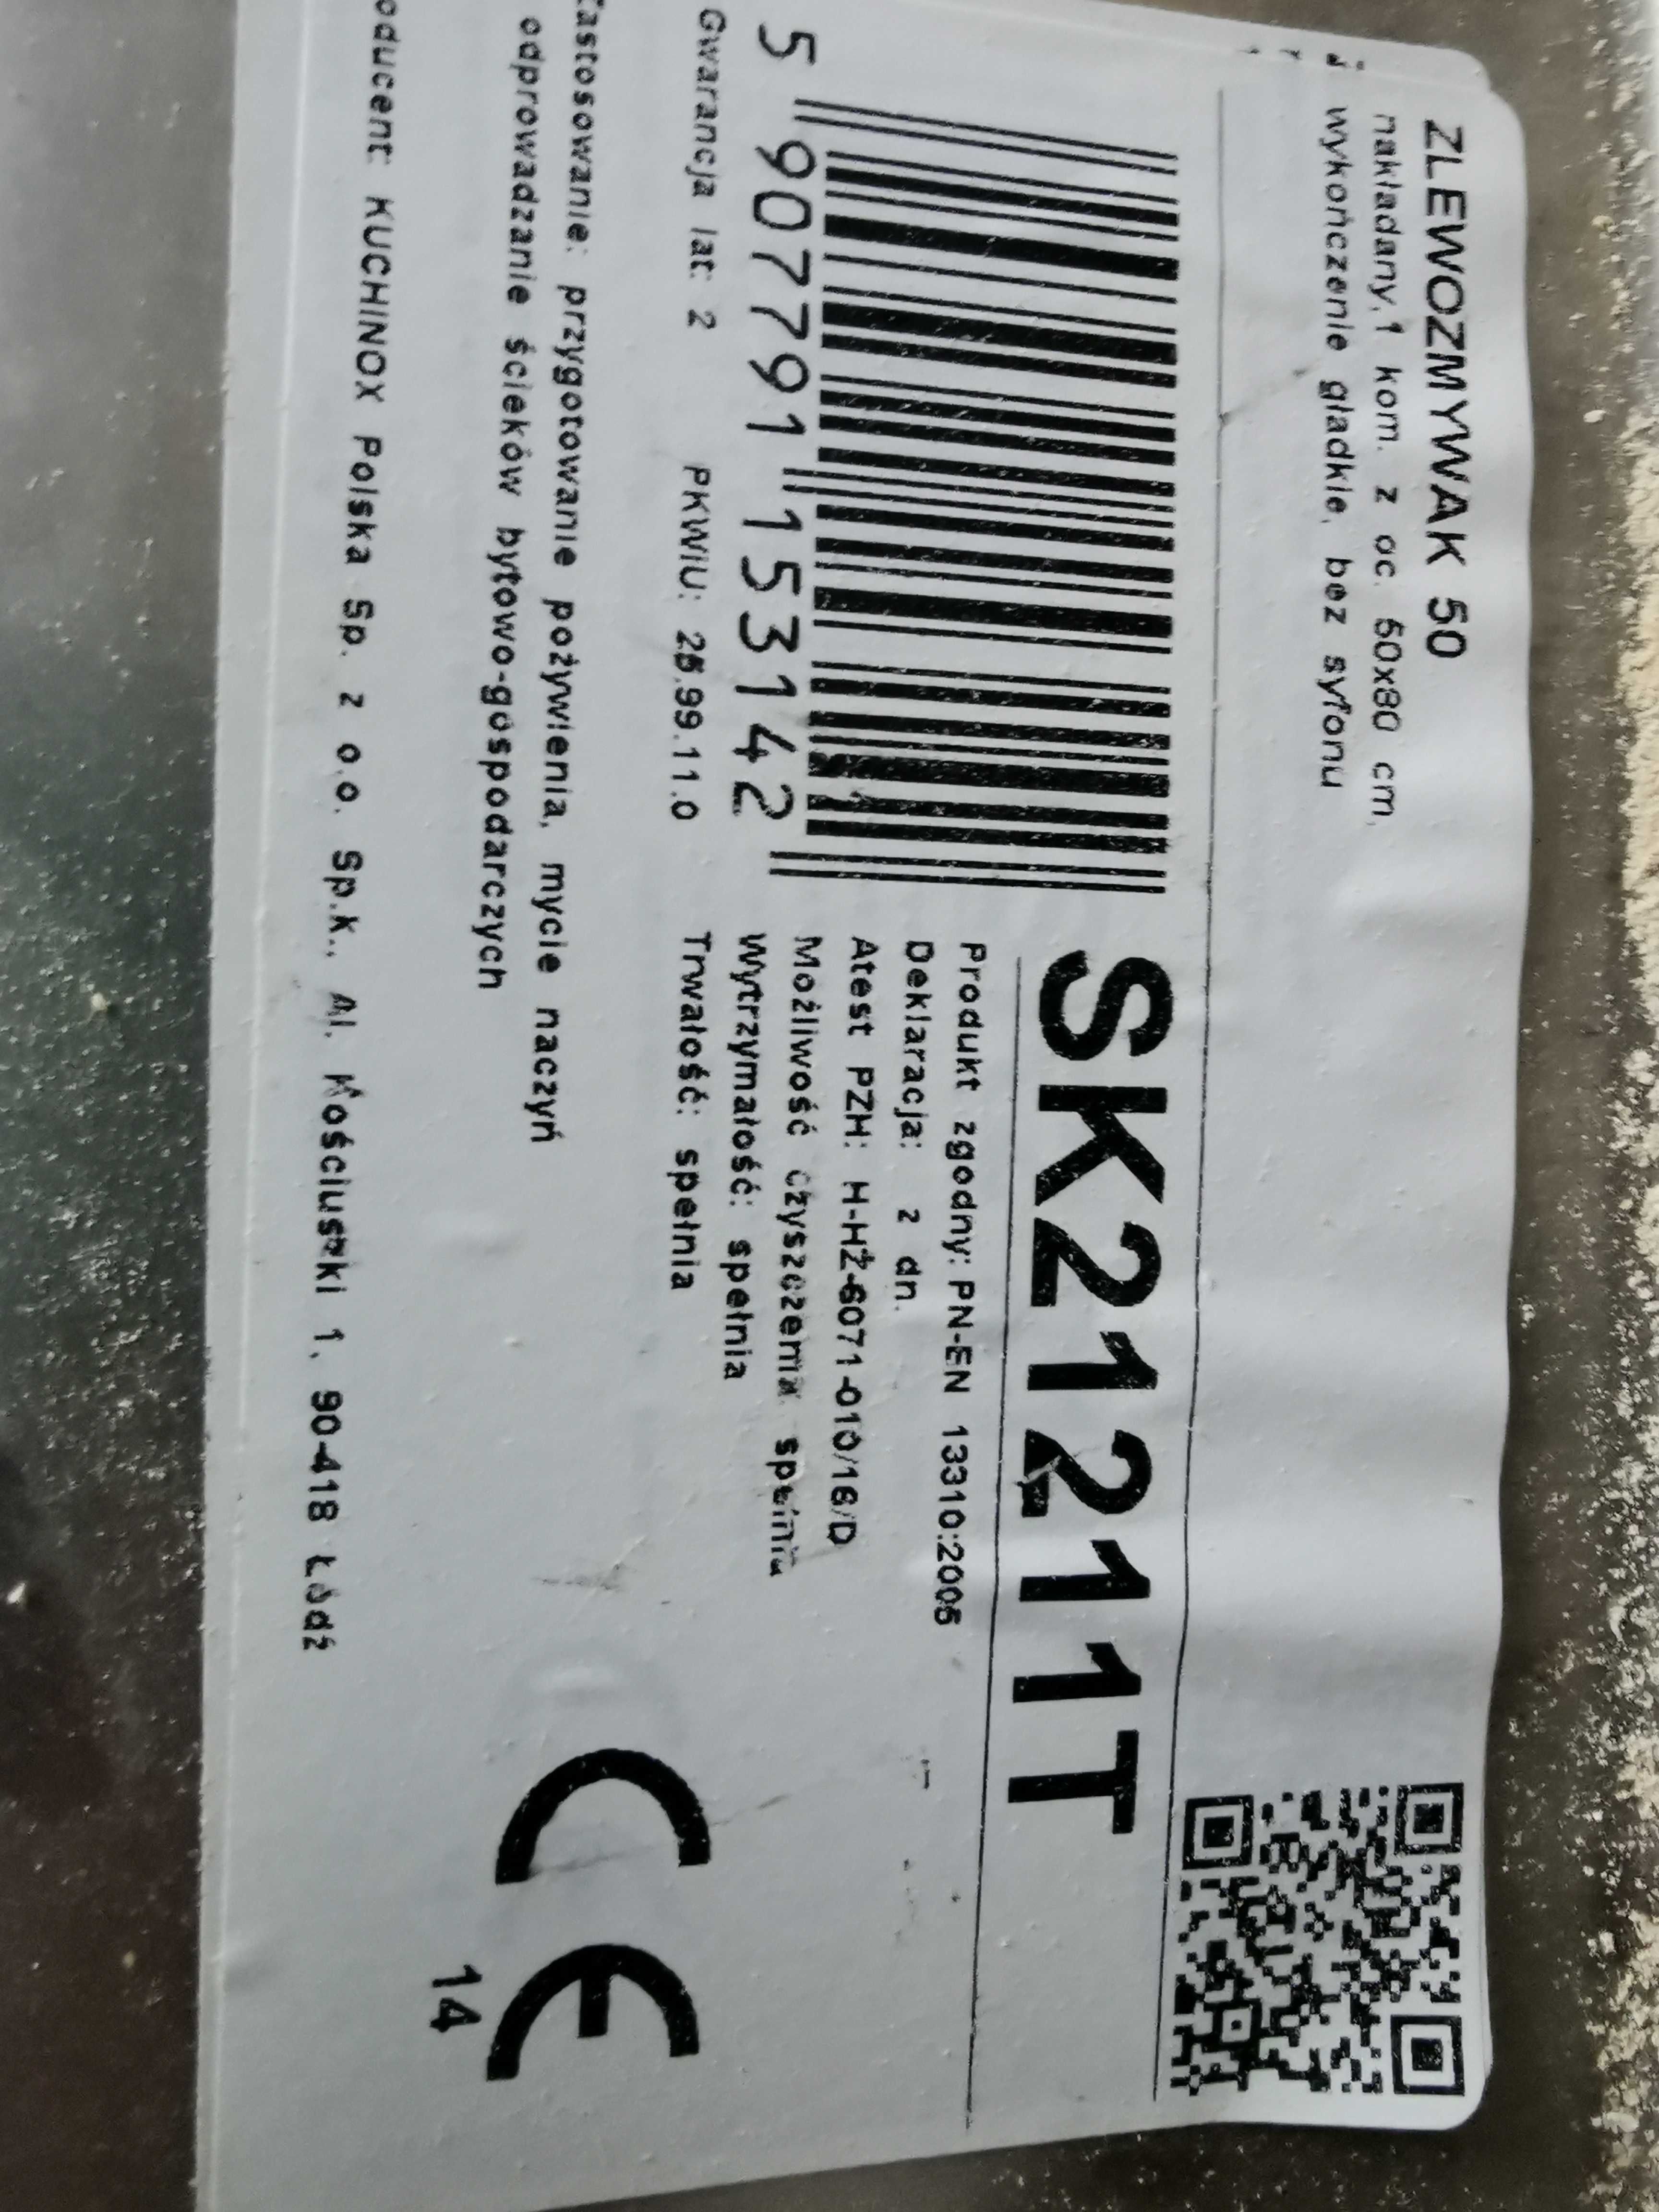 ZLEWOZMYWAK 50
nakładany,1 kom. z oc. 50x80 cm,
wykończenie gładkie, bez syfonu
SK21211T
5 907791 153142
Produkt zgodny: PN-EN 13310:2005
Deklaracja: z dn.
Atest PZH: H-HŻ-6071-010/16/D
Możliwość czyszczenia: spełnia
Wytrzymałość: spełnia
Gwarancja lat: 2 PKWiU: 25.99.11.0 Trwałość: spełnia
Zastosowanie: przygotowanie pożywienia, mycie naczyń
odprowadzanie ścieków bytowo-gospodarczych
oducent: KUCHINOX Polska Sp. z o.o. Sp.k., Al. Kościuszki 1, 90-418 Łódź
CE
14